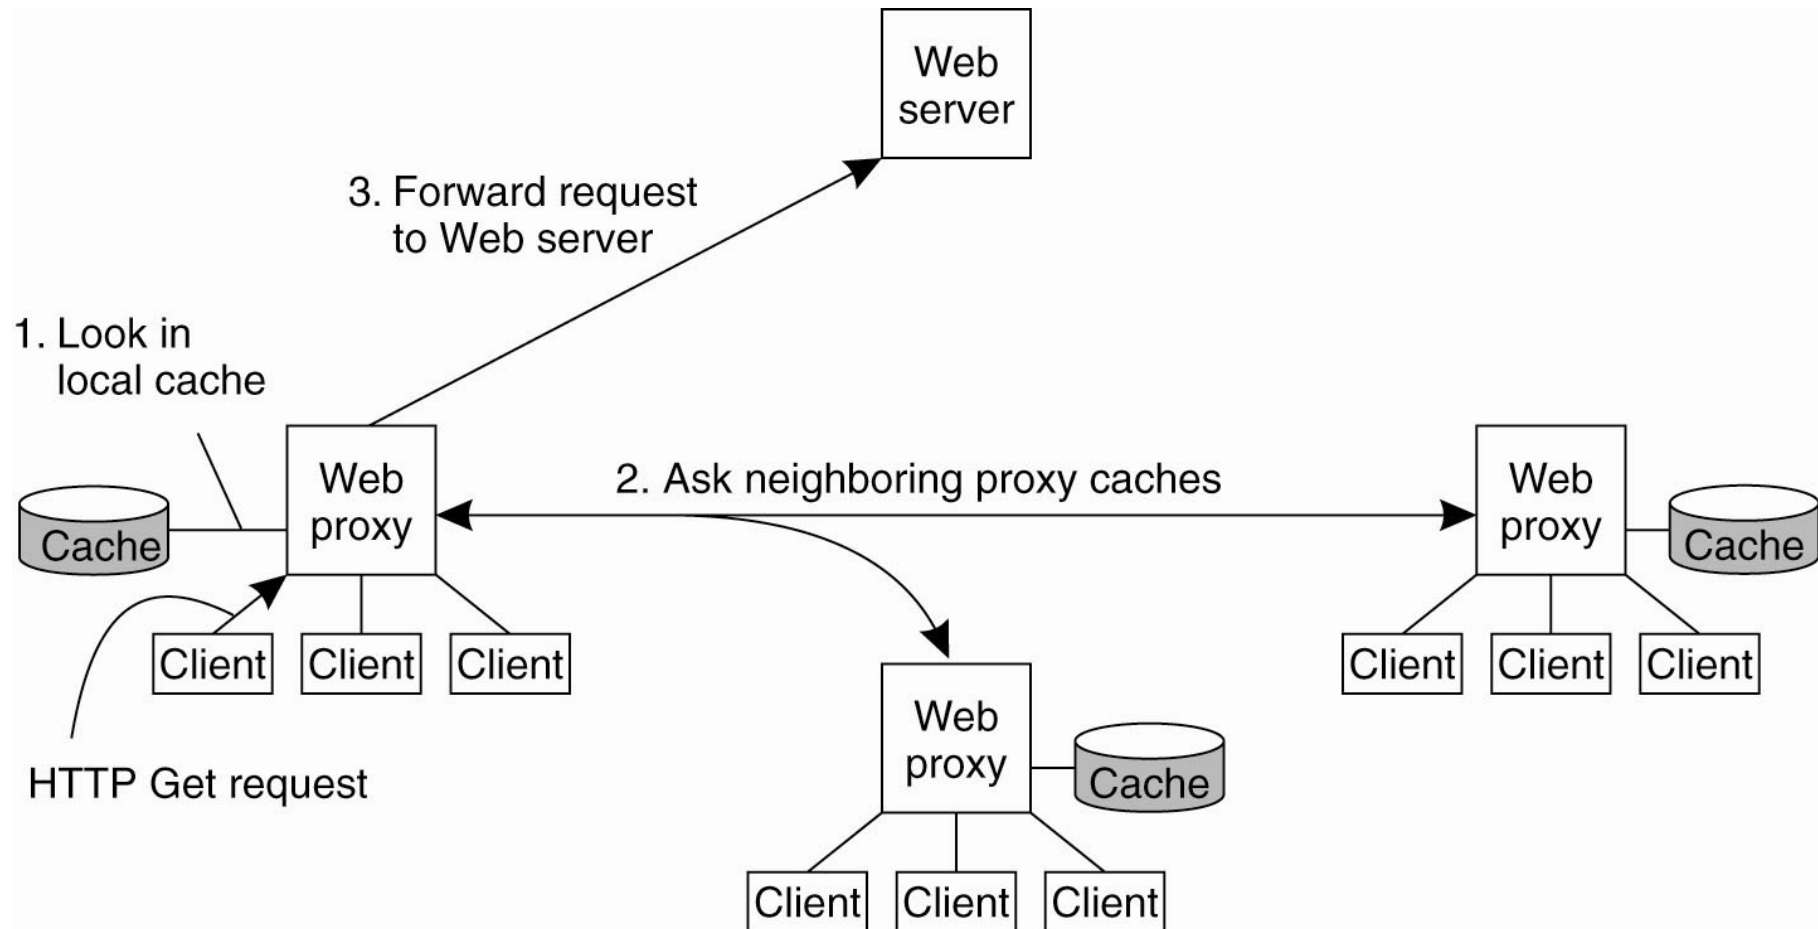 Web
server
3. Forward request
to Web server
1. Look in
local cache
Web
proxy
Cache
2. Ask neighboring proxy caches
Web
proxy
Cache
Client
Client
Client
Client
Client
Client
HTTP Get request
Web
proxy
Cache
Client
Client
Client